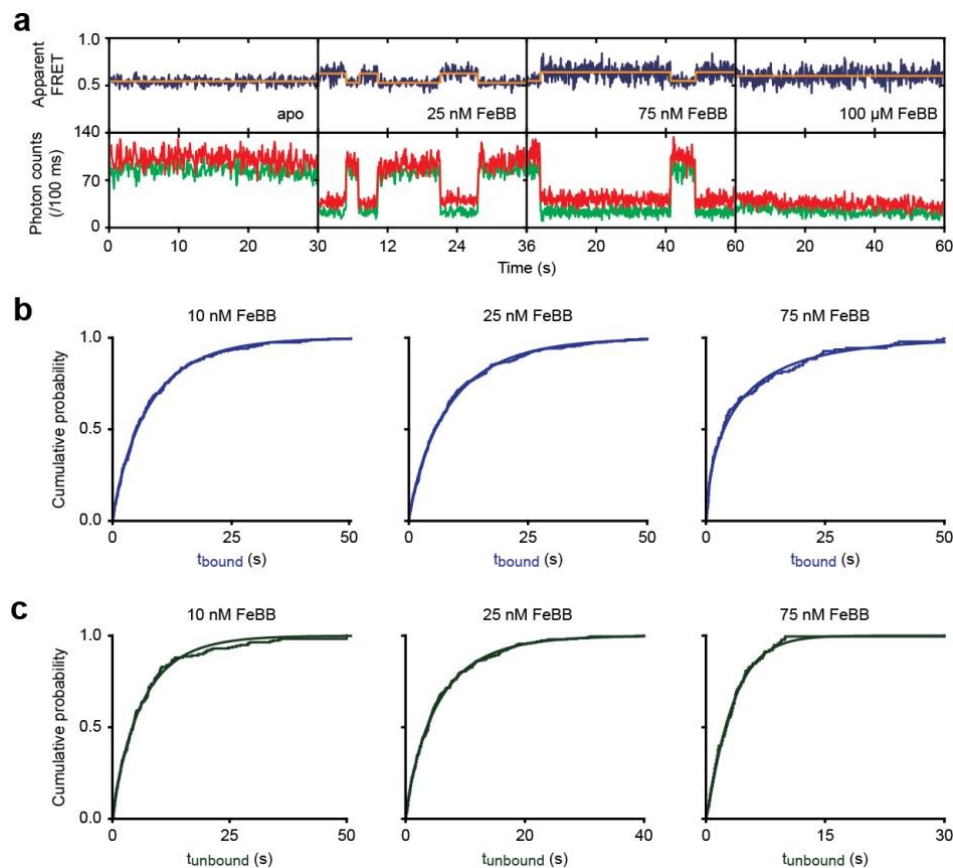 a
Apparent FRET
1.0
0.5
apo
25 nM FeBB
75 nM FeBB
100 µM FeBB
Photon counts (/100 ms)
140
70
0
0 10 20 30 12 24 36 20 40 60 20 40 60
Time (s)
b
10 nM FeBB
25 nM FeBB
75 nM FeBB
Cumulative probability
1.0
0.5
0.0
0 25 50
0 25 50
0 25 50
tbound (s)
tbound (s)
tbound (s)
c
10 nM FeBB
25 nM FeBB
75 nM FeBB
Cumulative probability
1.0
0.5
0.0
0 25 50
0 20 40
0 15 30
tunbound (s)
tunbound (s)
tunbound (s)